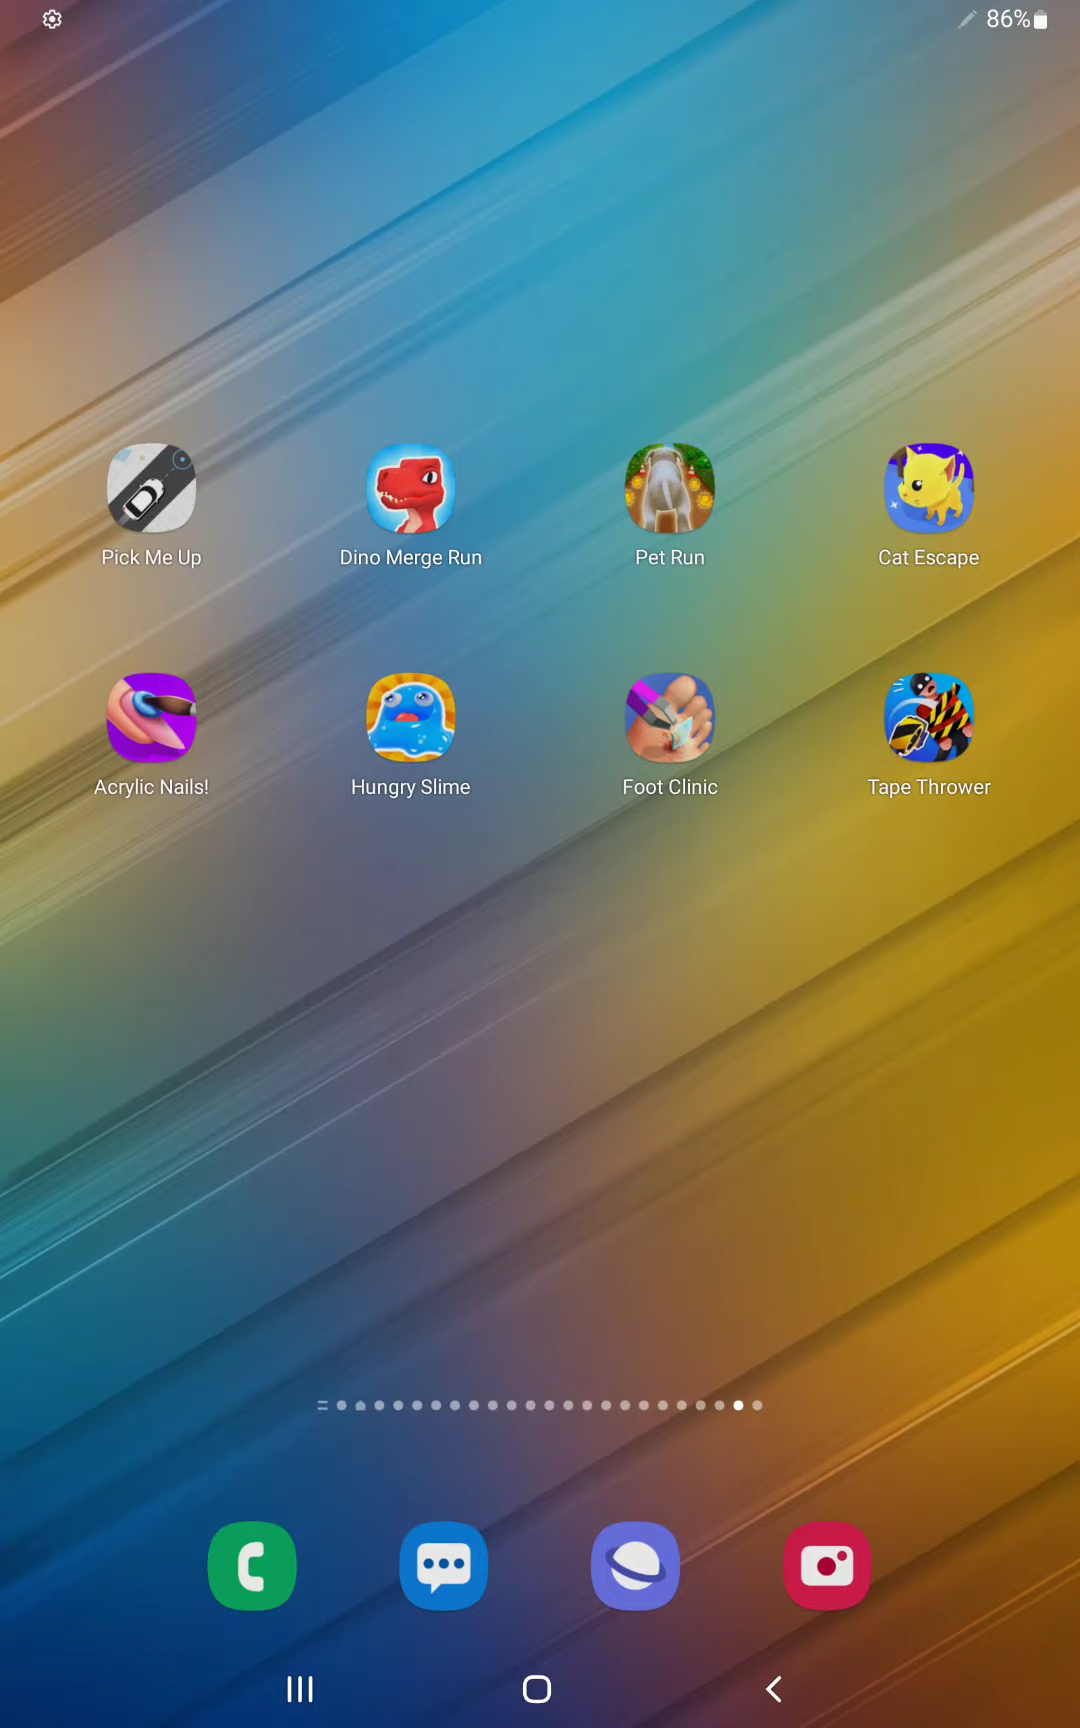 86%
Pick Me Up
Dino Merge Run
Pet Run
Cat Escape
Acrylic Nails!
Hungry Slime
Foot Clinic
Tape Thrower